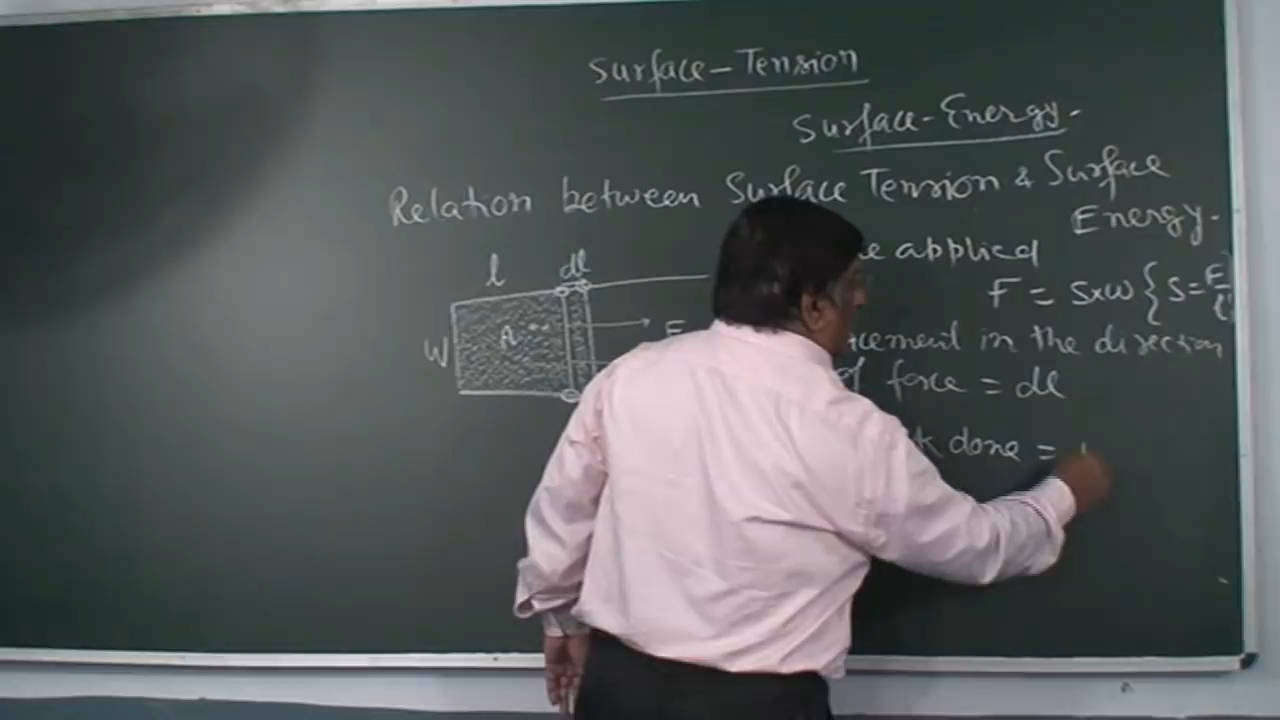 Surface-Tension
Surface-Energy-
Relation between Surface Tension & Surface
Energy-
applied
l dl
F = S×w { S = F/l
W A F
in the direction
of force = dl
done =